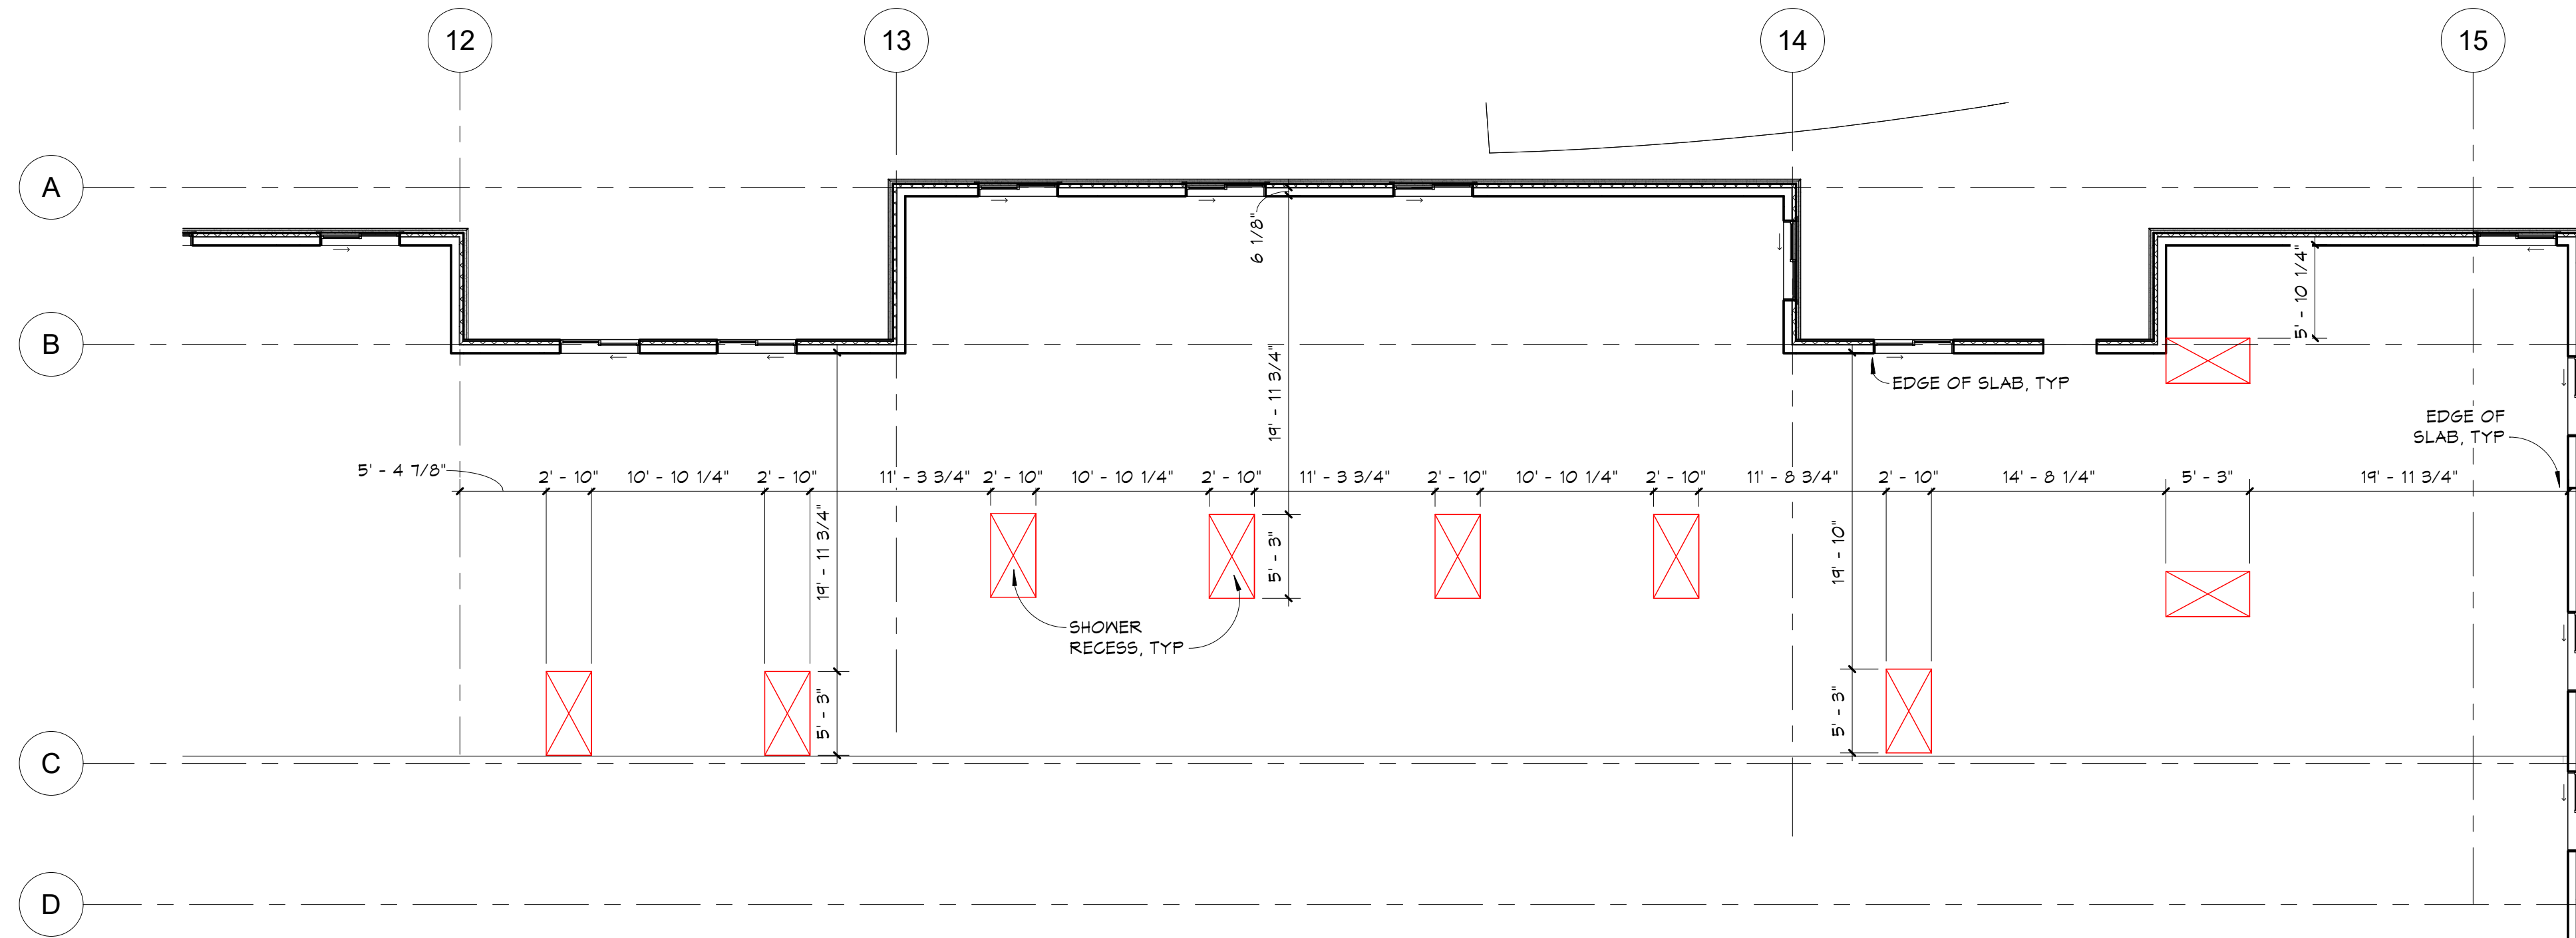 12
13
14
15
A
B
C
D
6 1/8"
5' - 10 1/4"
19' - 11 3/4"
EDGE OF SLAB, TYP
EDGE OF
SLAB, TYP
5' - 4 7/8"
2' - 10"
10' - 10 1/4"
2' - 10"
11' - 3 3/4"
2' - 10"
10' - 10 1/4"
2' - 10"
11' - 3 3/4"
2' - 10"
10' - 10 1/4"
2' - 10"
11' - 8 3/4"
2' - 10"
14' - 8 1/4"
5' - 3"
19' - 11 3/4"
19' - 11 3/4"
5' - 3"
19' - 10"
SHOWER
RECESS, TYP
5' - 3"
5' - 3"